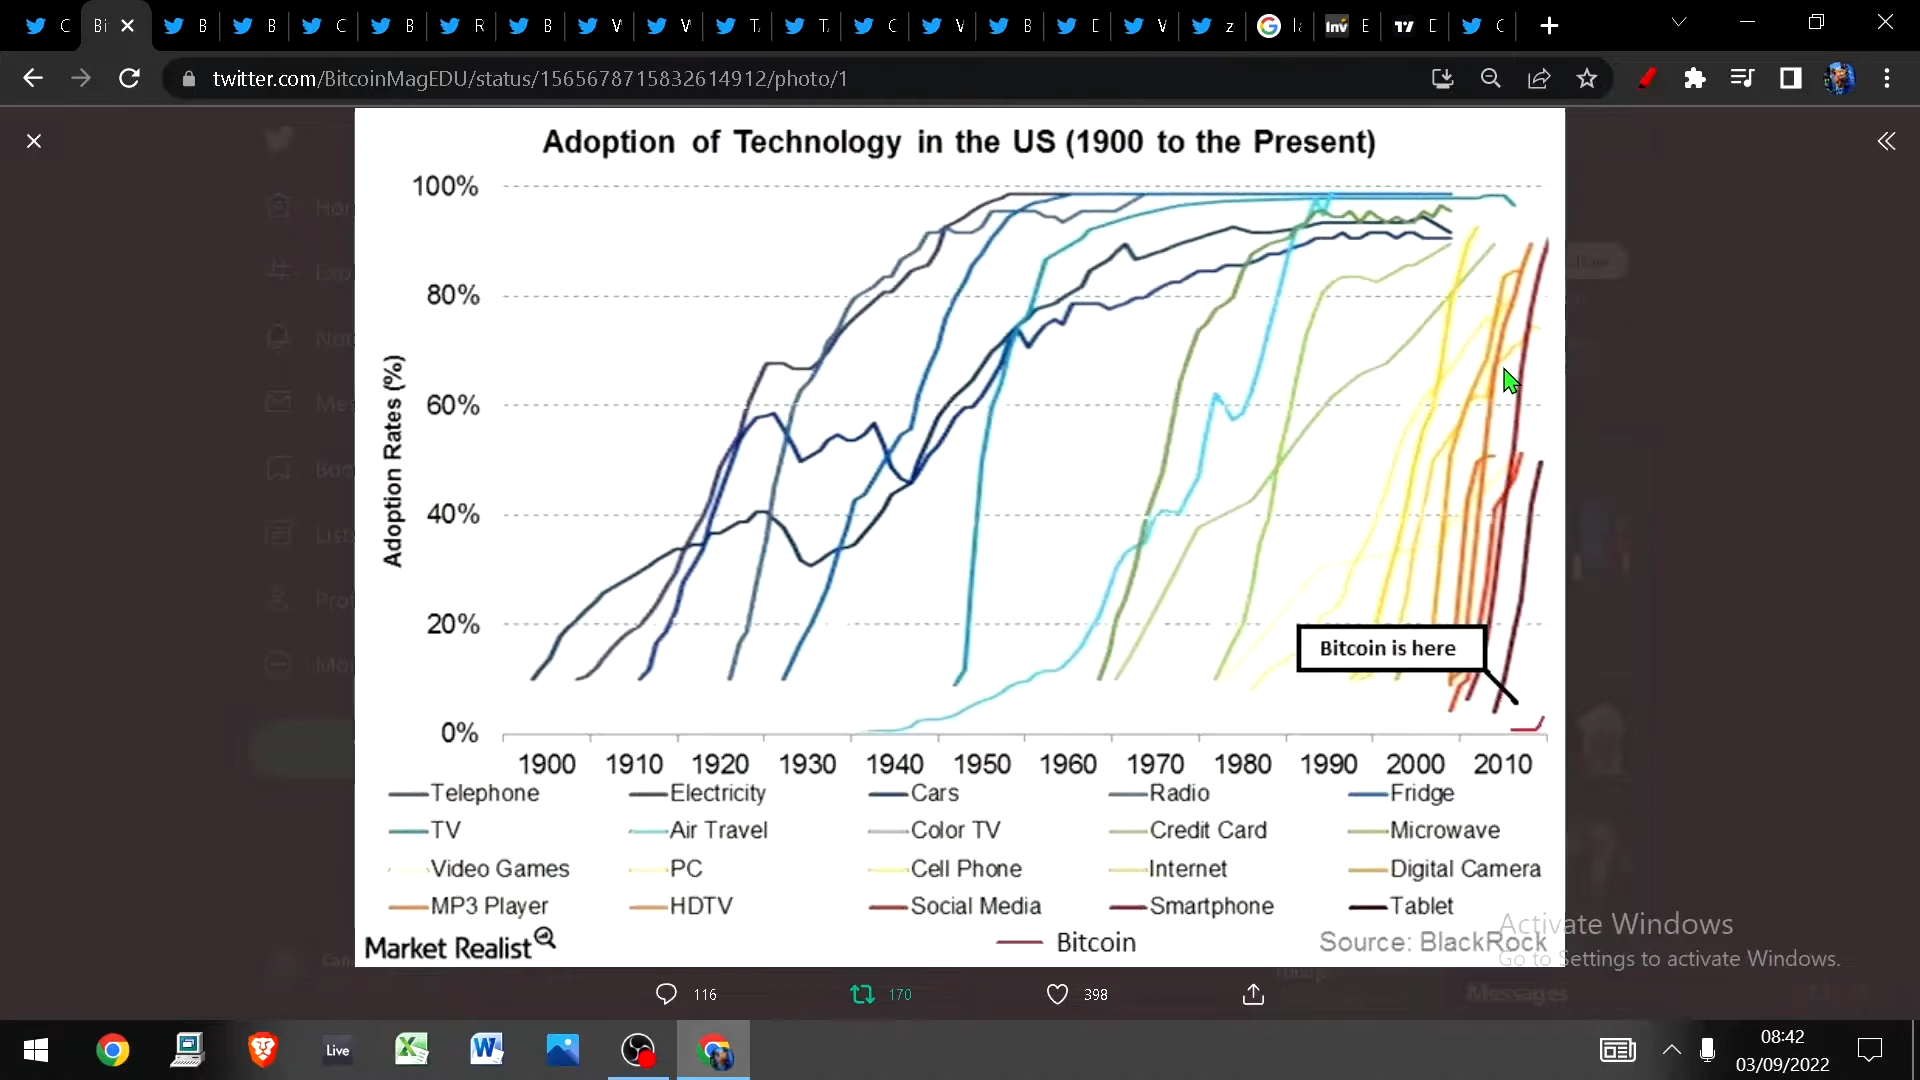 twitter.com/BitcoinMagEDU/status/1565678715832614912/photo/1
Adoption of Technology in the US (1900 to the Present)
100%
80%
60%
40%
20%
0%
Adoption Rates (%)
Bitcoin is here
1900 1910 1920 1930 1940 1950 1960 1970 1980 1990 2000 2010
Telephone Electricity Cars Radio Fridge
TV Air Travel Color TV Credit Card Microwave
Video Games PC Cell Phone Internet Digital Camera
MP3 Player HDTV Social Media Smartphone Tablet
Bitcoin
Market Realist
Source: BlackRock
Activate Windows
Go to Settings to activate Windows.
116 170 398
Messages
Live
08:42
03/09/2022